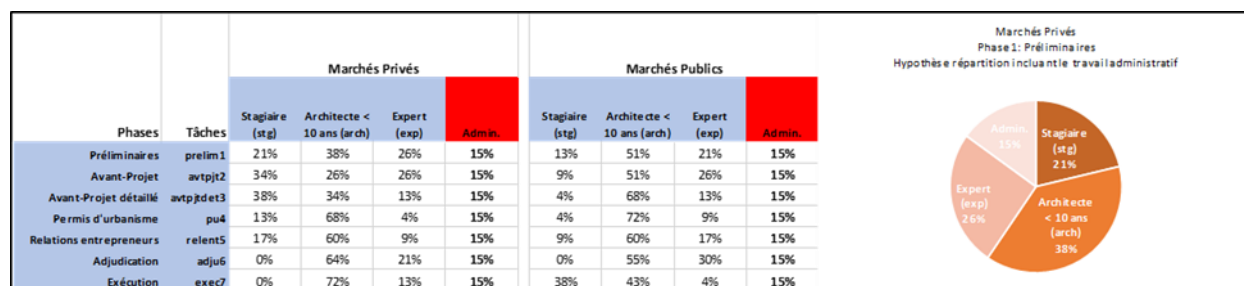 Marchés Privés Marchés Publics
Stagiaire Architecte < Expert Stagiaire Architecte < Expert
Phases Tâches (stg) 10 ans (arch) (exp) Admin. (stg) 10 ans (arch) (exp) Admin.
Préliminaires prelim1 21% 38% 26% 15% 13% 51% 21% 15%
Avant-Projet avtpjt2 34% 26% 26% 15% 9% 51% 26% 15%
Avant-Projet détaillé avtpjtdet3 38% 34% 13% 15% 4% 68% 13% 15%
Permis d'urbanisme pu4 13% 68% 4% 15% 4% 72% 9% 15%
Relations entrepreneurs relent5 17% 60% 9% 15% 9% 60% 17% 15%
Adjudication adju6 0% 64% 21% 15% 0% 55% 30% 15%
Exécution exec7 0% 72% 13% 15% 38% 43% 4% 15%
Marchés Privés
Phase 1: Préliminaires
Hypothèse répartition incluant le travail administratif
Admin.
15%
Stagiaire
(stg)
21%
Expert
(exp)
26%
Architecte
< 10 ans
(arch)
38%